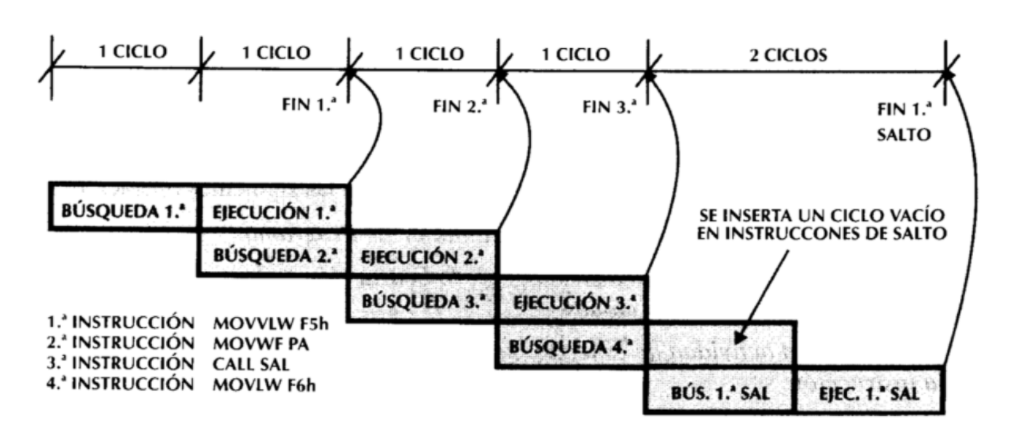 1 CICLO 1 CICLO 1 CICLO 1 CICLO 2 CICLOS
FIN 1.ª FIN 2.ª FIN 3.ª FIN 1.ª
SALTO
BÚSQUEDA 1.ª EJECUCIÓN 1.ª
SE INSERTA UN CICLO VACÍO
EN INSTRUCCONES DE SALTO
BÚSQUEDA 2.ª EJECUCIÓN 2.ª
BÚSQUEDA 3.ª EJECUCIÓN 3.ª
BÚSQUEDA 4.ª
BÚS. 1.ª SAL EJEC. 1.ª SAL
1.ª INSTRUCCIÓN MOVVLW F5h
2.ª INSTRUCCIÓN MOVWF PA
3.ª INSTRUCCIÓN CALL SAL
4.ª INSTRUCCIÓN MOVLW F6h